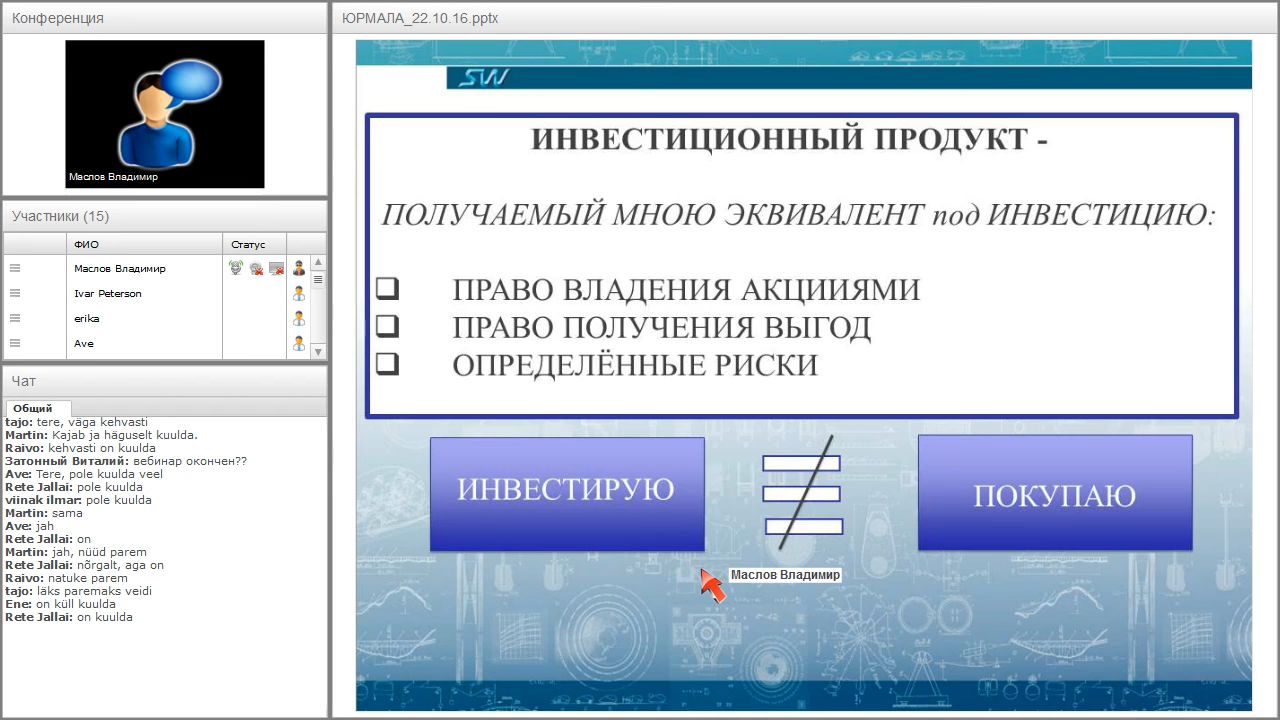 Конференция
Маслов Владимир
Участники (15)
ФИО
Статус
Маслов Владимир
Ivar Peterson
erika
Ave
Чат
Общий
tajo: tere, väga kehvasti
Martin: Kajab ja häguselt kuulda.
Raivo: kehvasti on kuulda
Затонный Виталий: вебинар окончен??
Ave: Tere, pole kuulda veel
Rete Jallai: pole kuulda
viinak ilmar: pole kuulda
Martin: sama
Ave: jah
Rete Jallai: on
Martin: jah, nüüd parem
Rete Jallai: nagu kaja on
Raivo: natuke parem
tajo: läks paremaks pidi
Eve: on küll kuulda
Rete Jallai: on kuulda
ЮРМАЛА_22.10.16.pptx
SW
ИНВЕСТИЦИОННЫЙ ПРОДУКТ -
ПОЛУЧАЕМЫЙ МНОЮ ЭКВИВАЛЕНТ под ИНВЕСТИЦИЮ:
ПРАВО ВЛАДЕНИЯ АКЦИИЯМИ
ПРАВО ПОЛУЧЕНИЯ ВЫГОД
ОПРЕДЕЛЁННЫЕ РИСКИ
ИНВЕСТИРУЮ
ПОКУПАЮ
Маслов Владимир